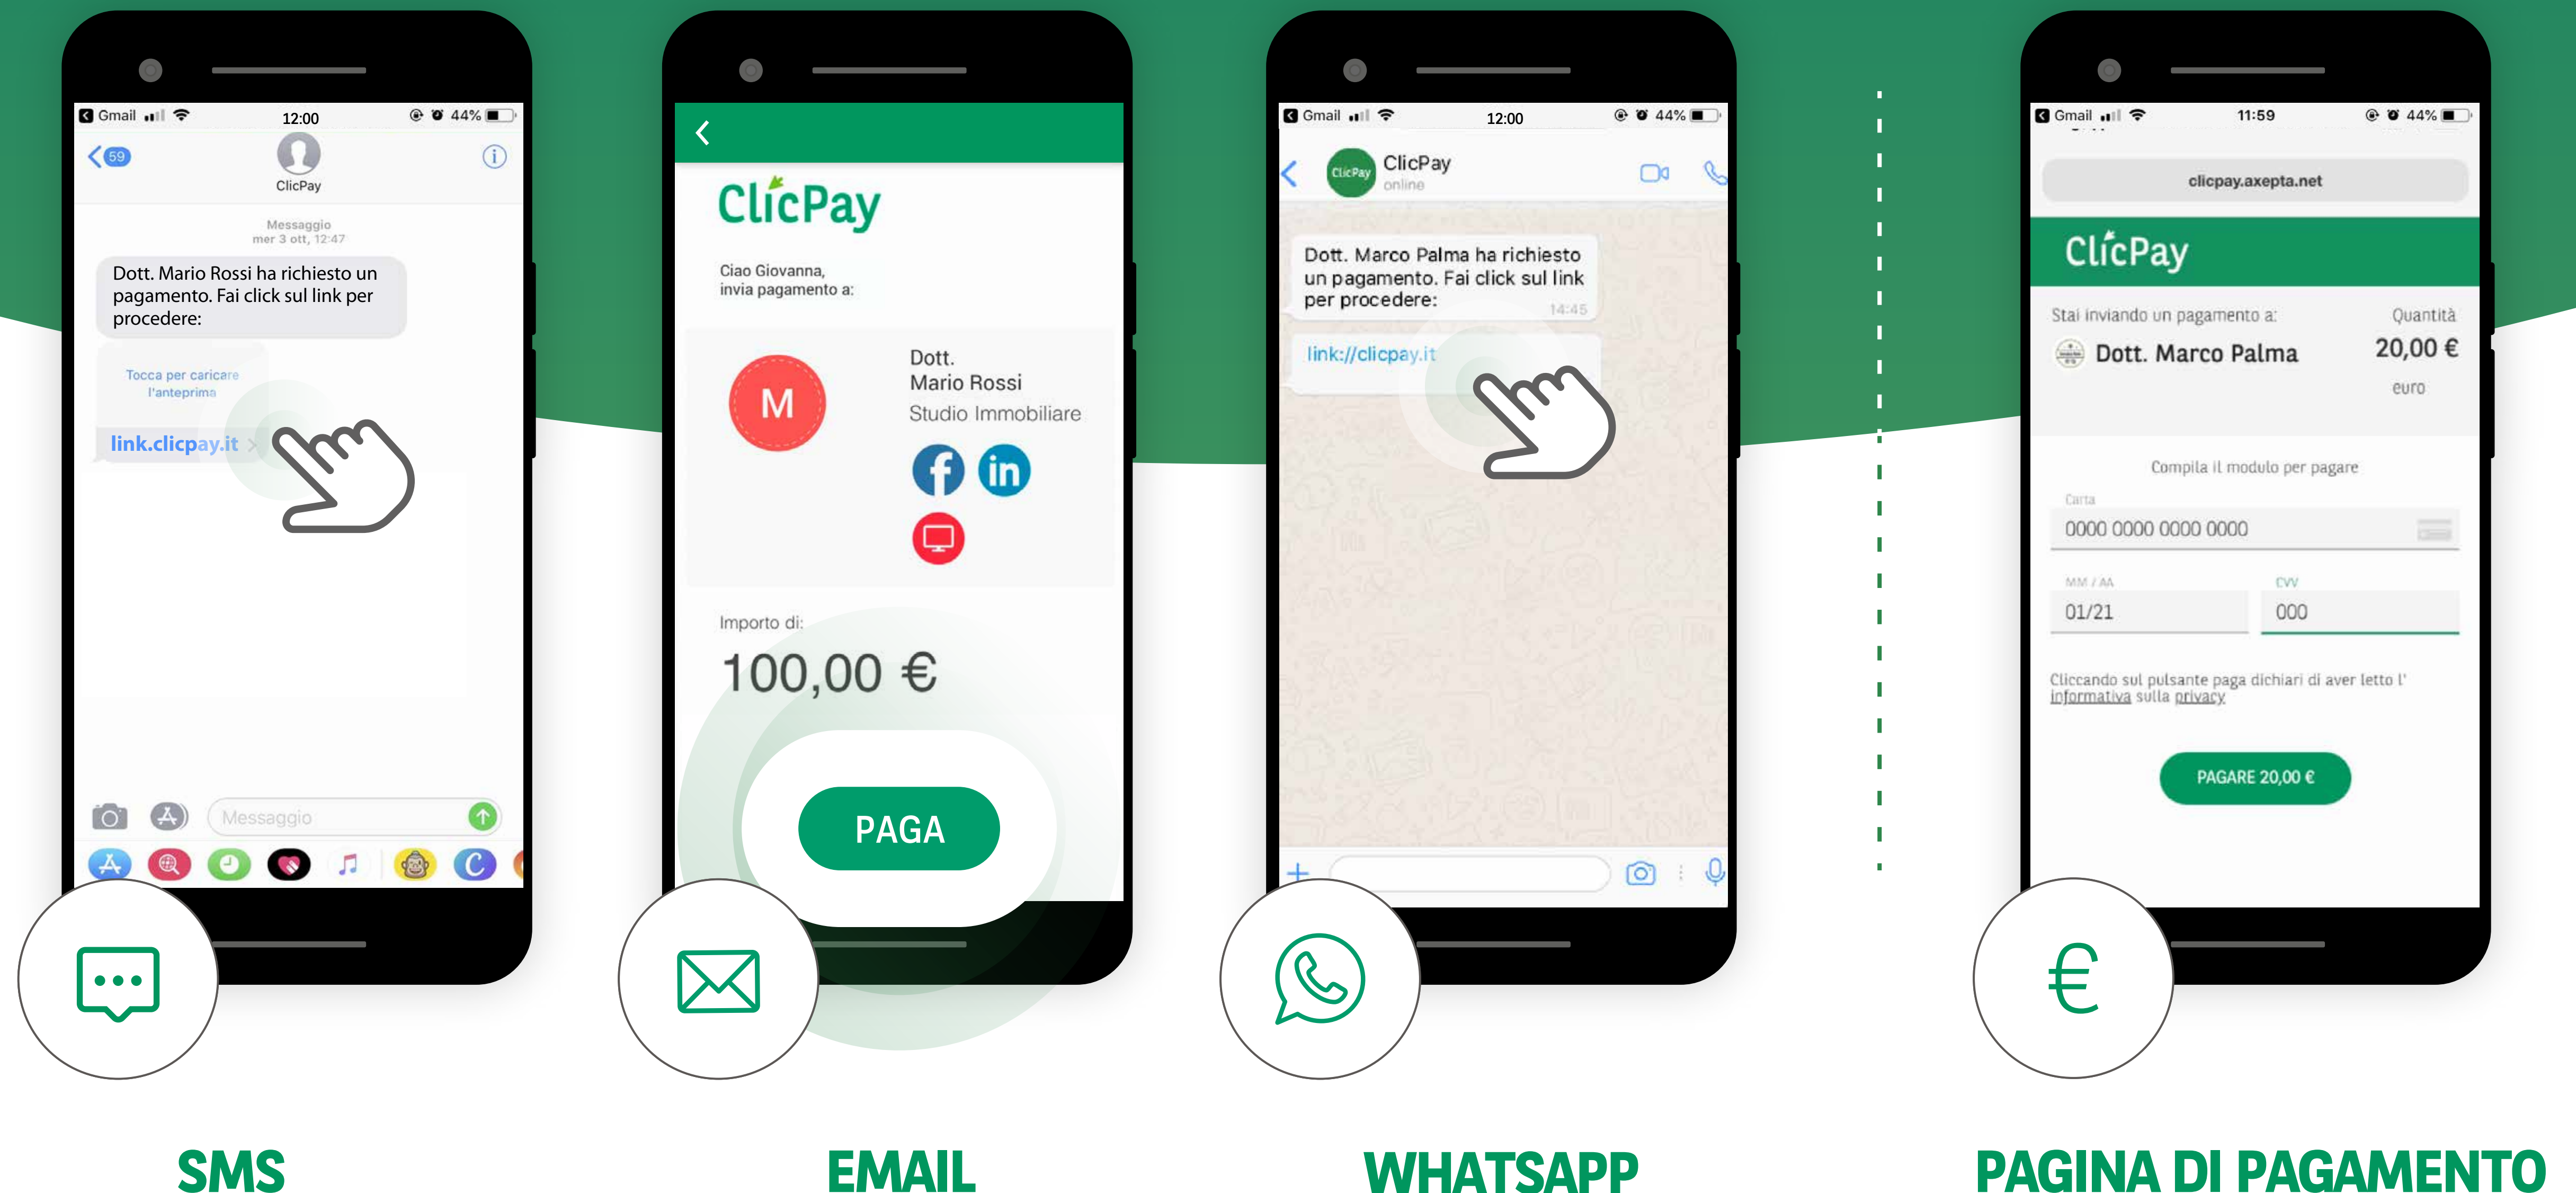 Gmail
12:00
44%
59
ClicPay
Messaggio
mer 3 ott, 12:47
Dott. Mario Rossi ha richiesto un
pagamento. Fai click sul link per
procedere:
Tocca per caricare
l'anteprima
link.clicpay.it
Messaggio
SMS
ClicPay
Ciao Giovanna,
invia pagamento a:
M
Dott.
Mario Rossi
Studio Immobiliare
f in
Importo di:
100,00 €
PAGA
EMAIL
Gmail
12:00
44%
ClicPay
ClicPay
online
Dott. Marco Palma ha richiesto
un pagamento. Fai click sul link
per procedere:
14:45
link://clicpay.it
WHATSAPP
Gmail
11:59
44%
clicpay.axepta.net
ClicPay
Stai inviando un pagamento a:
Quantità
Dott. Marco Palma
20,00 €
euro
Compila il modulo per pagare
Carta
0000 0000 0000 0000
MM / AA
CVV
01/21
000
Cliccando sul pulsante paga dichiari di aver letto l'
informativa sulla privacy
PAGARE 20,00 €
€
PAGINA DI PAGAMENTO